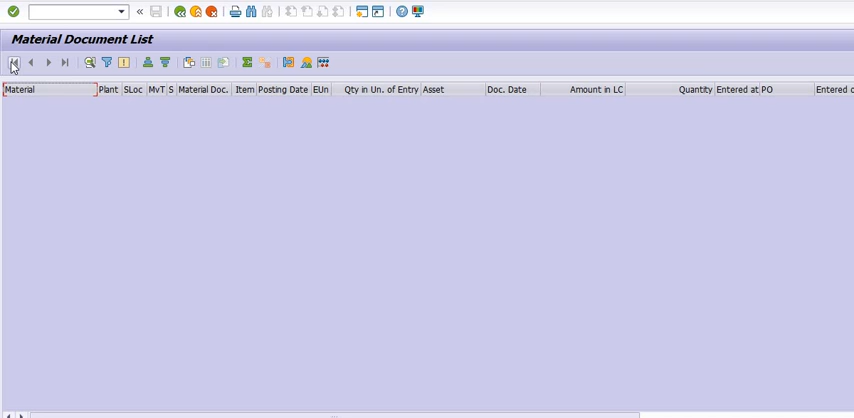 Material Document List
Material Plant SLoc MvT S Material Doc. Item Posting Date EUn Qty in Un. of Entry Asset Doc. Date Amount in LC Quantity Entered at PO Entered o